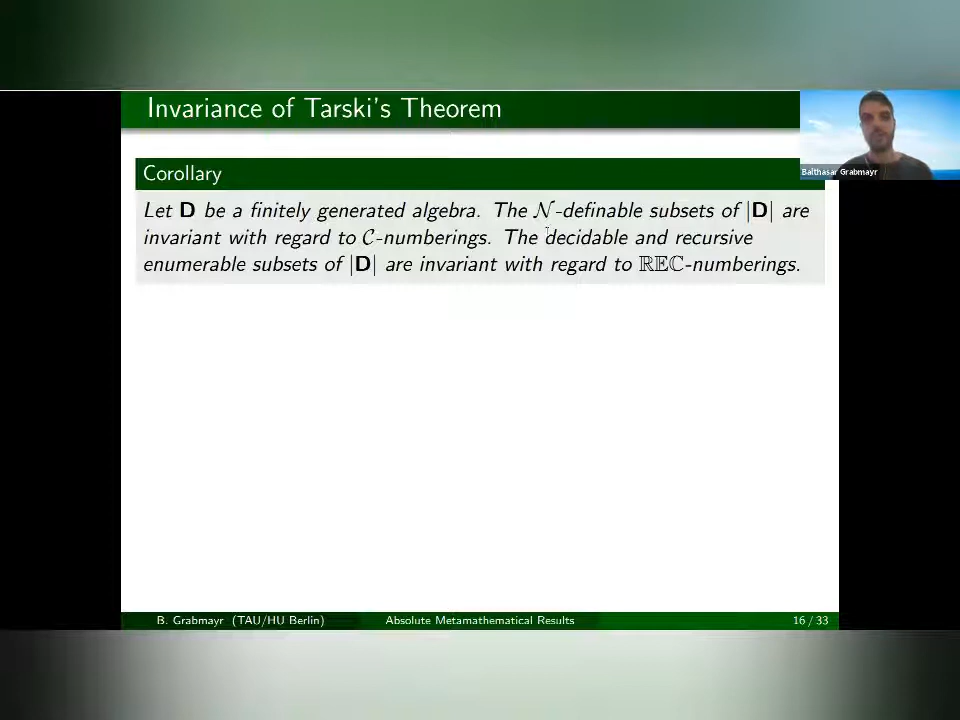 Invariance of Tarski's Theorem
Balthasar Grabmayr
Corollary
Let D be a finitely generated algebra. The 𝒩-definable subsets of |D| are
invariant with regard to 𝒞-numberings. The decidable and recursive
enumerable subsets of |D| are invariant with regard to ℝ𝔼ℂ-numberings.
B. Grabmayr (TAU/HU Berlin) Absolute Metamathematical Results 16 / 33